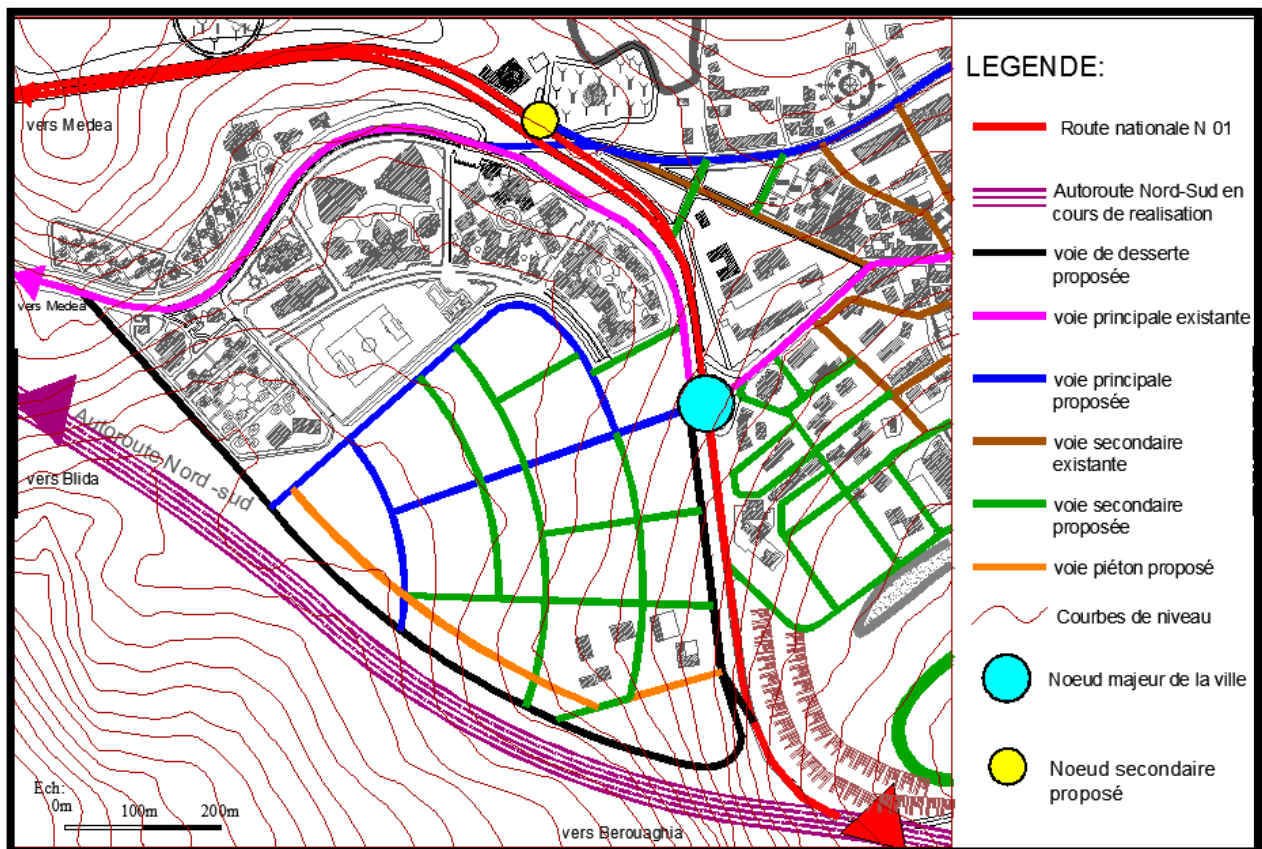 N
vers Medea
vers Medea
Autoroute Nord -sud
vers Blida
Ech:
0m 100m 200m
vers Berouaghia
LEGENDE:
Route nationale N 01
Autoroute Nord-Sud en
cours de realisation
voie de desserte
proposée
voie principale existante
voie principale
proposée
voie secondaire
existante
voie secondaire
proposée
voie piéton proposé
Courbes de niveau
Noeud majeur de la ville
Noeud secondaire
proposé